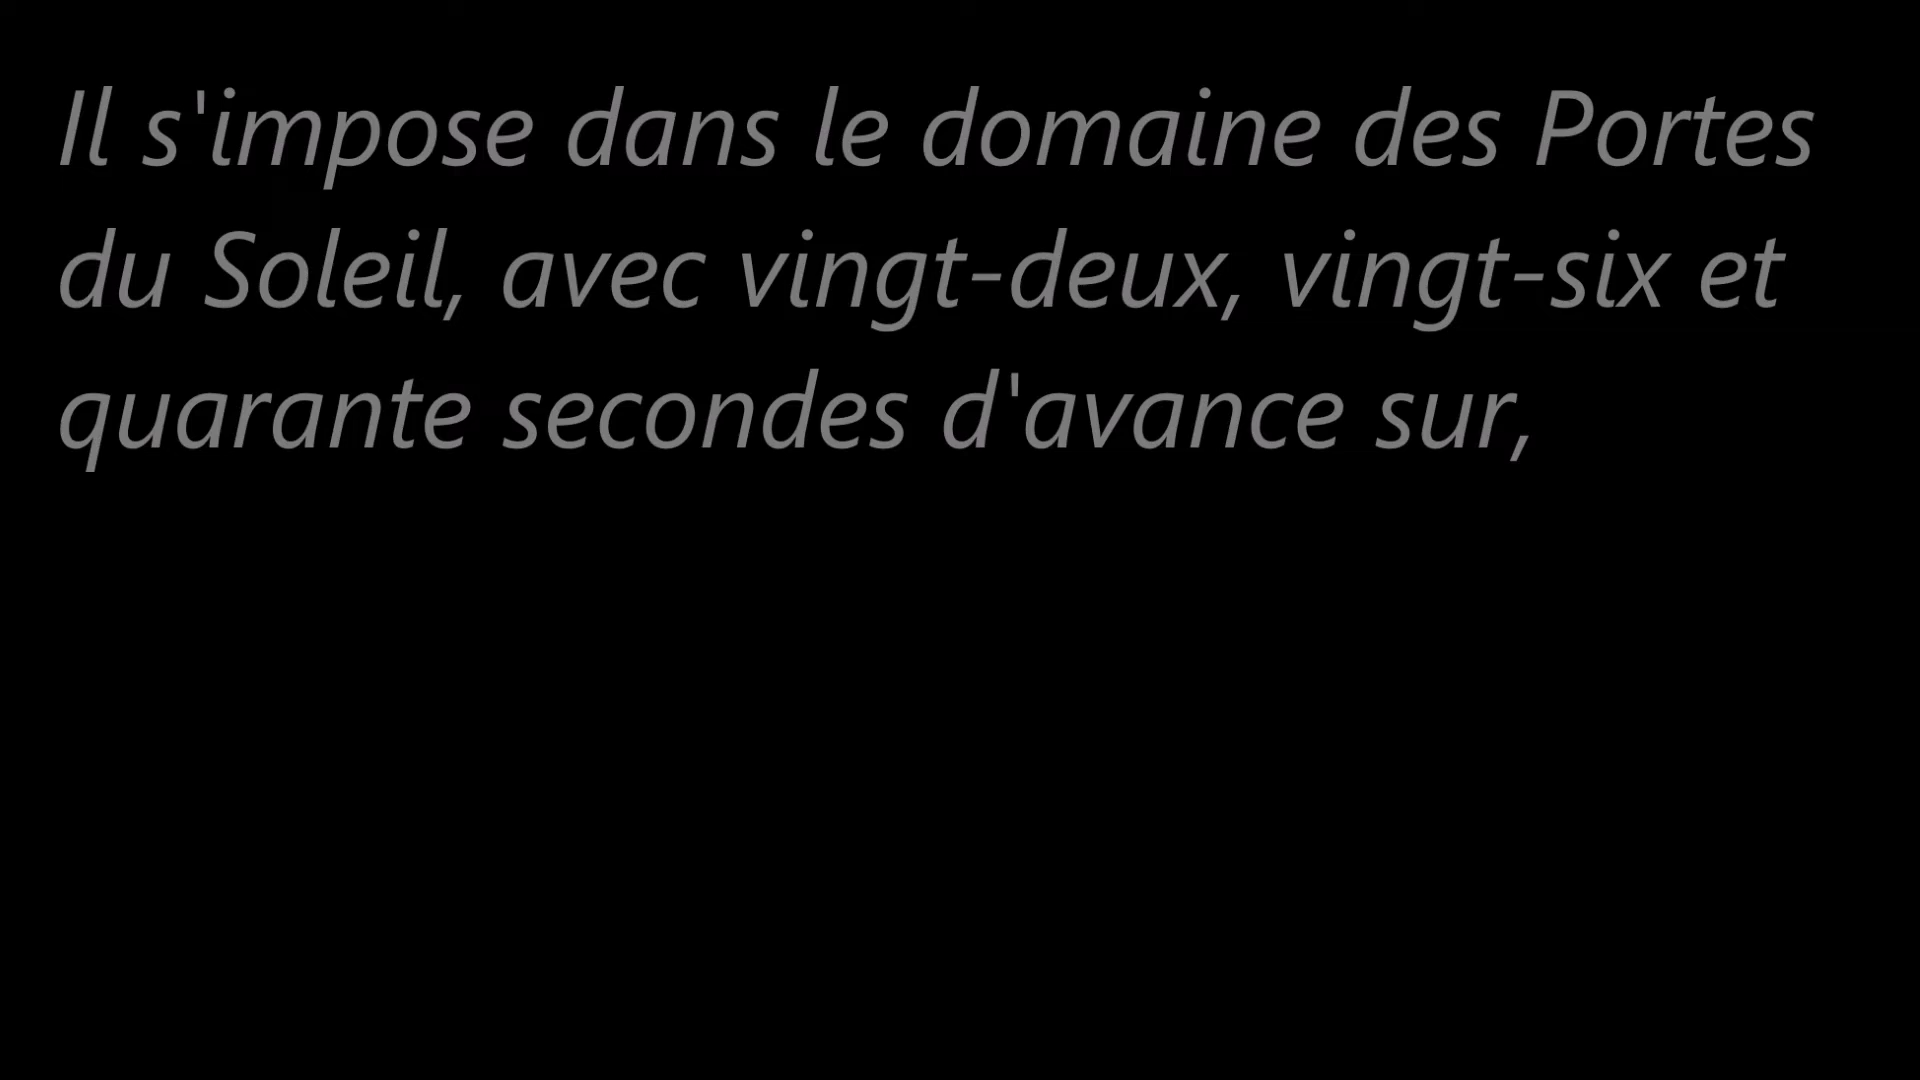 Il s'impose dans le domaine des Portes
du Soleil, avec vingt-deux, vingt-six et
quarante secondes d'avance sur,